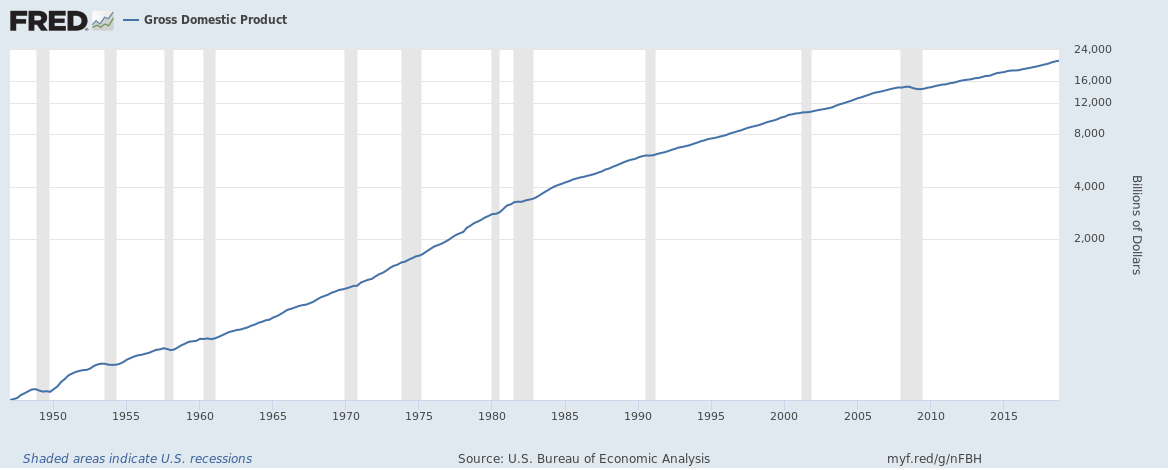 FRED Gross Domestic Product
24,000
16,000
12,000
8,000
4,000
2,000
Billions of Dollars
1950 1955 1960 1965 1970 1975 1980 1985 1990 1995 2000 2005 2010 2015
Shaded areas indicate U.S. recessions Source: U.S. Bureau of Economic Analysis myf.red/g/nFBH